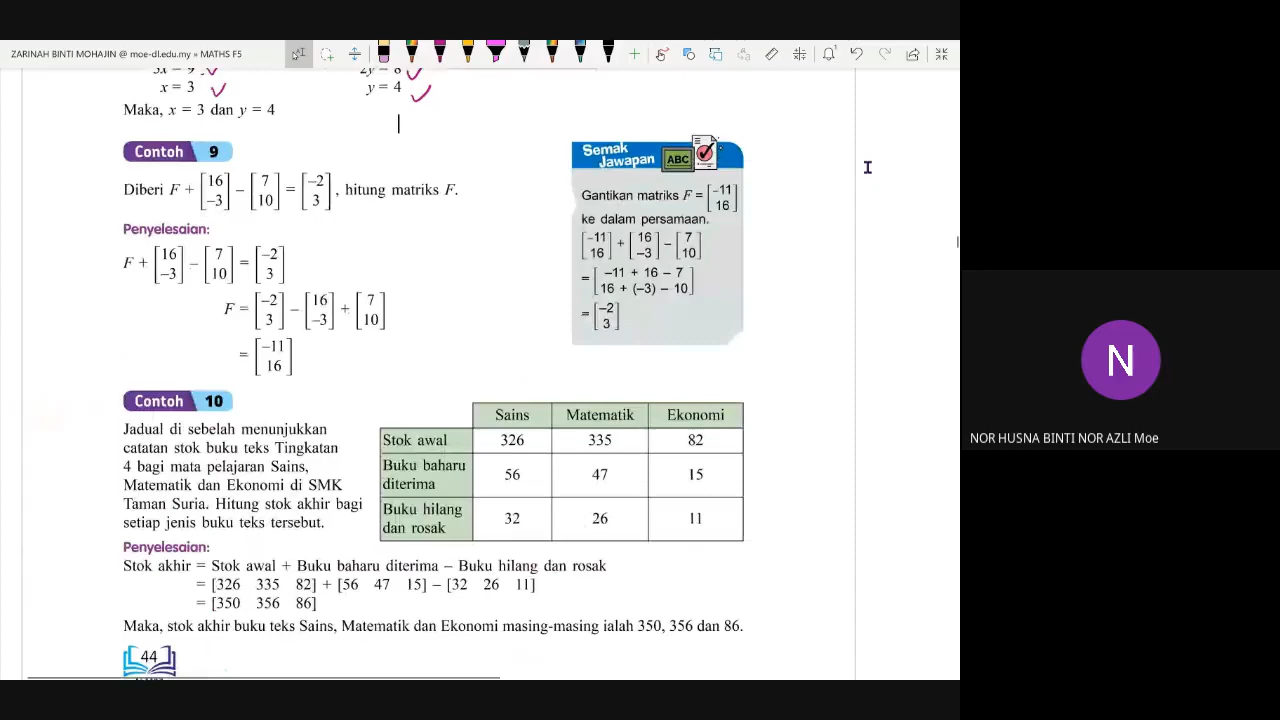 ZARINAH BINTI MOHAJIN @ moe-dl.edu.my » MATHS F5
3x = 9
2y = 8
x = 3
y = 4
Maka, x = 3 dan y = 4
Contoh 9
Diberi F + [16 –3] – [7 10] = [–2 3], hitung matriks F.
Penyelesaian:
F + [16 –3] – [7 10] = [–2 3]
F = [–2 3] – [16 –3] + [7 10]
= [–11 16]
Semak Jawapan
ABC
Gantikan matriks F = [–11 16]
ke dalam persamaan.
[–11 16] + [16 –3] – [7 10]
= [–11 + 16 – 7 16 + (–3) – 10]
= [–2 3]
Contoh 10
Jadual di sebelah menunjukkan
catatan stok buku teks Tingkatan
4 bagi mata pelajaran Sains,
Matematik dan Ekonomi di SMK
Taman Suria. Hitung stok akhir bagi
setiap jenis buku teks tersebut.
Sains Matematik Ekonomi
Stok awal 326 335 82
Buku baharu diterima 56 47 15
Buku hilang dan rosak 32 26 11
Penyelesaian:
Stok akhir = Stok awal + Buku baharu diterima – Buku hilang dan rosak
= [326 335 82] + [56 47 15] – [32 26 11]
= [350 356 86]
Maka, stok akhir buku teks Sains, Matematik dan Ekonomi masing-masing ialah 350, 356 dan 86.
44
N
NOR HUSNA BINTI NOR AZLI Moe